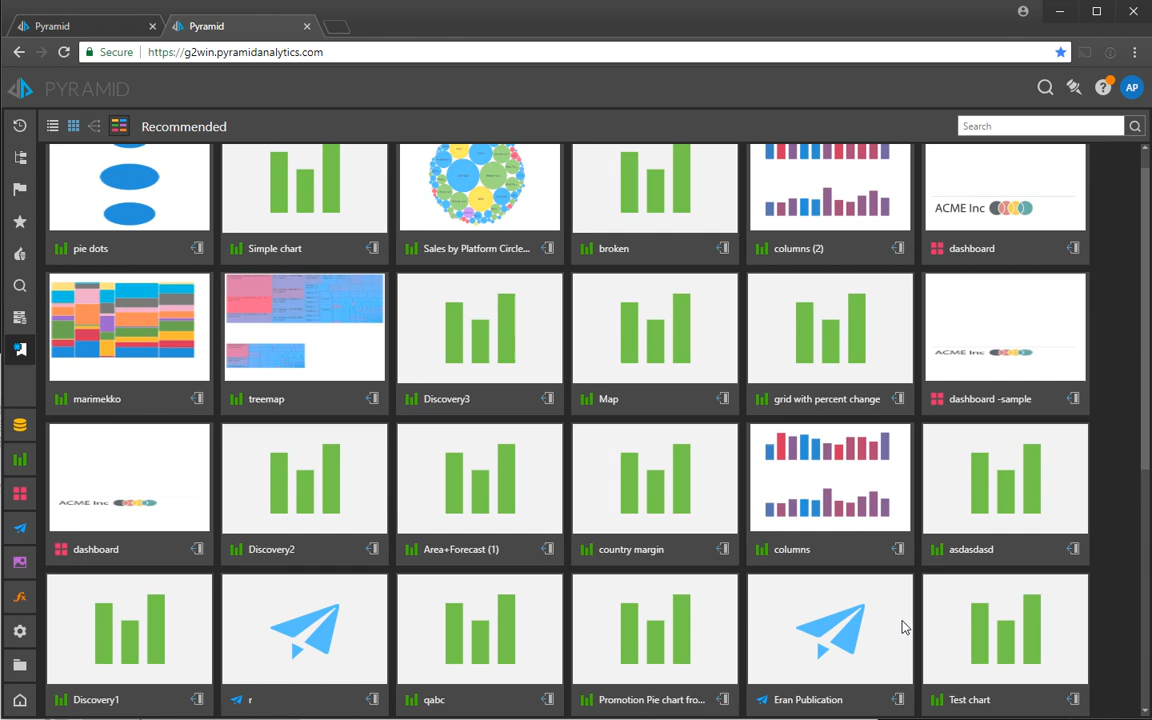 Pyramid
Pyramid
Secure
https://g2win.pyramidanalytics.com
PYRAMID
?
AP
Recommended
Search
ACME Inc
pie dots
Simple chart
Sales by Platform Circle...
broken
columns (2)
dashboard
ACME Inc
marimekko
treemap
Discovery3
Map
grid with percent change
dashboard -sample
ACME Inc
dashboard
Discovery2
Area+Forecast (1)
country margin
columns
asdasdasd
Discovery1
r
qabc
Promotion Pie chart fro...
Eran Publication
Test chart